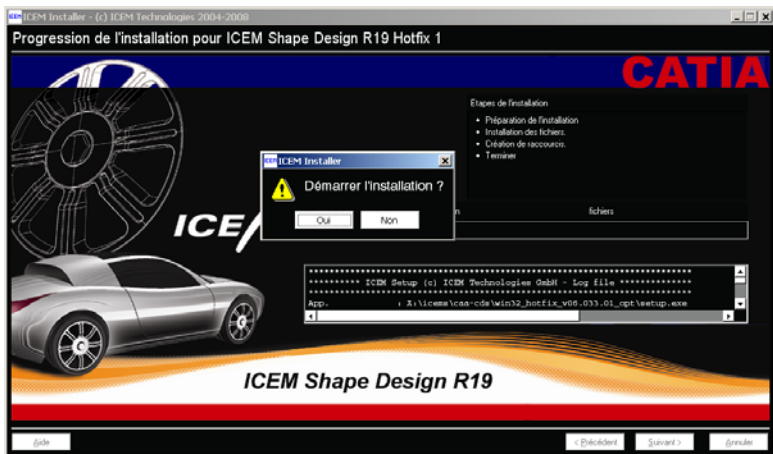 ICEM Installer - (c) ICEM Technologies 2004-2008
Progression de l'installation pour ICEM Shape Design R19 Hotfix 1
CATIA
Etapes de l'installation
• Préparation de l'installation
• Installation des fichiers.
• Création de raccourcis.
• Terminer
ICEM Installer
Démarrer l'installation ?
Oui
Non
fichiers
ICE
********** ICEM Setup (c) ICEM Technologies GmbH - Log file **************
App. : X:\icems\caa-cds\win32_hotfix_v06.033.01_opt\setup.exe
ICEM Shape Design R19
Aide
< Précédent
Suivant >
Annuler